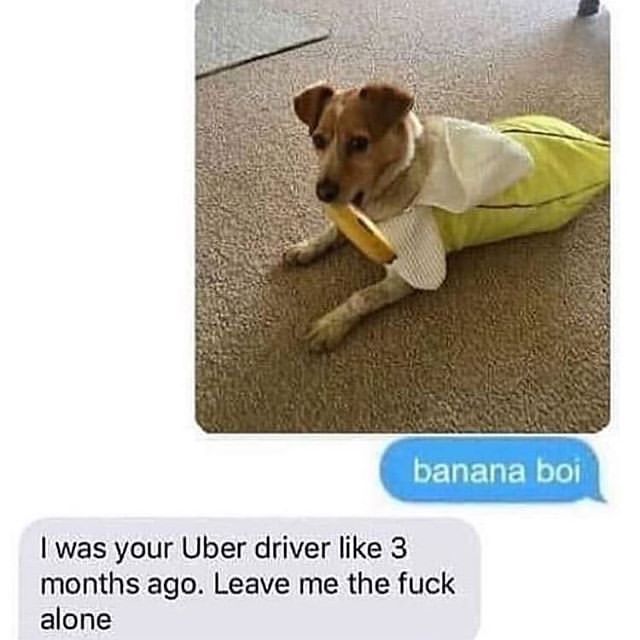 banana boi
I was your Uber driver like 3
months ago. Leave me the fuck
alone